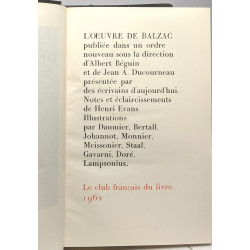 L'ŒUVRE DE BALZAC
publiée dans un ordre
nouveau sous la direction
d'Albert Béguin
et de Jean A. Ducourneau
présentée par
des écrivains d'aujourd'hui.
Notes et éclaircissements
de Henri Evans.
Illustrations
par Daumier, Bertall,
Johannot, Monnier,
Meissonier, Staal,
Gavarni, Doré,
Lampsonius.
Le club français du livre.
1962